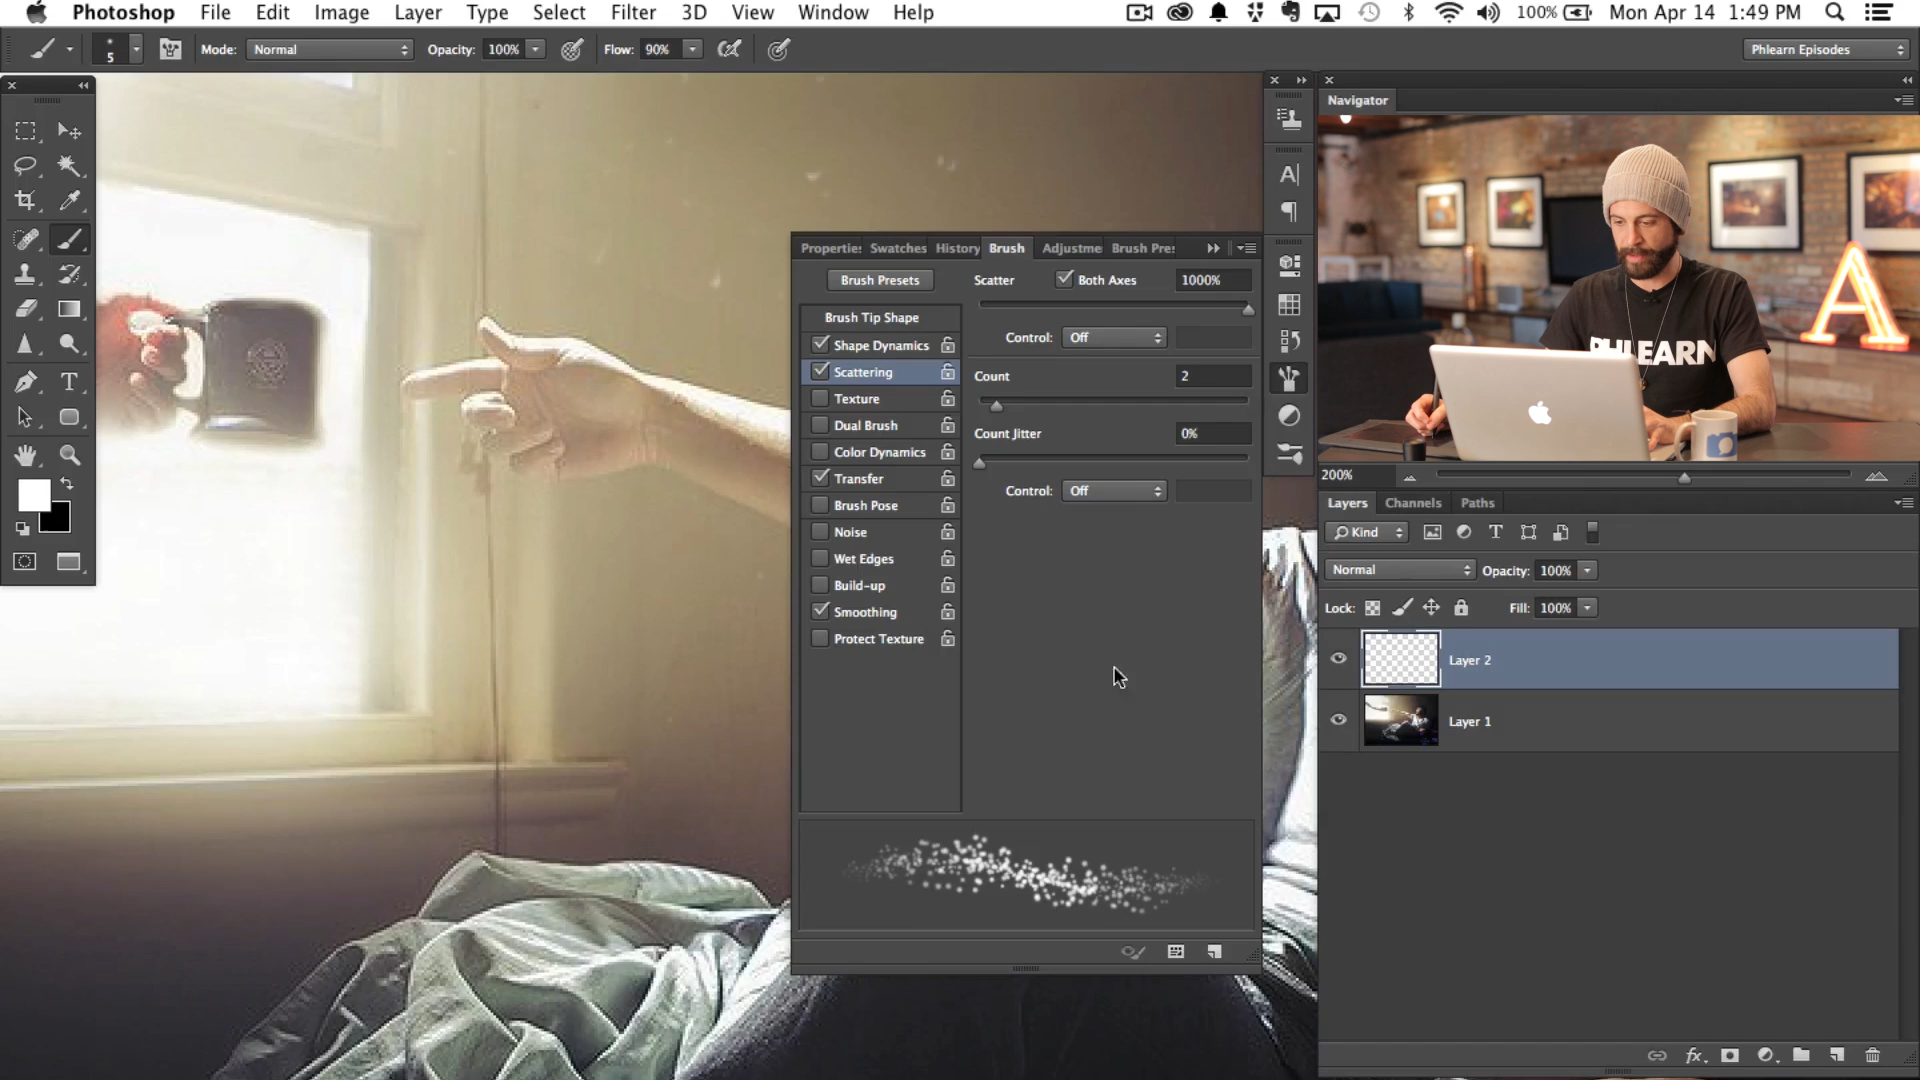 Photoshop File Edit Image Layer Type Select Filter 3D View Window Help 100% Mon Apr 14 1:49 PM
5 Mode: Normal Opacity: 100% Flow: 90% Phlearn Episodes
Navigator
A
PHLEARN
200%
Properties Swatches History Brush Adjustme Brush Pre
Brush Presets
Brush Tip Shape
Shape Dynamics
Scattering
Texture
Dual Brush
Color Dynamics
Transfer
Brush Pose
Noise
Wet Edges
Build-up
Smoothing
Protect Texture
Scatter Both Axes 1000%
Control: Off
Count 2
Count Jitter 0%
Control: Off
Layers Channels Paths
Kind
Normal Opacity: 100%
Lock: Fill: 100%
Layer 2
Layer 1
fx